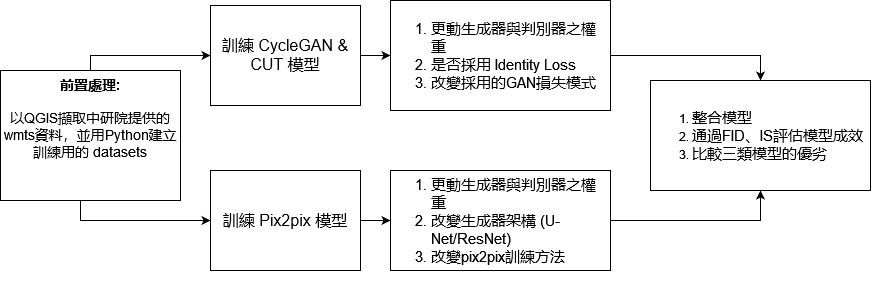 前置處理:
以QGIS擷取中研院提供的
wmts資料，並用Python建立
訓練用的 datasets
訓練 CycleGAN &
CUT 模型
1. 更動生成器與判別器之權
重
2. 是否採用 Identity Loss
3. 改變採用的GAN損失模式
訓練 Pix2pix 模型
1. 更動生成器與判別器之權
重
2. 改變生成器架構 (U-
Net/ResNet)
3. 改變pix2pix訓練方法
1. 整合模型
2. 通過FID、IS評估模型成效
3. 比較三類模型的優劣